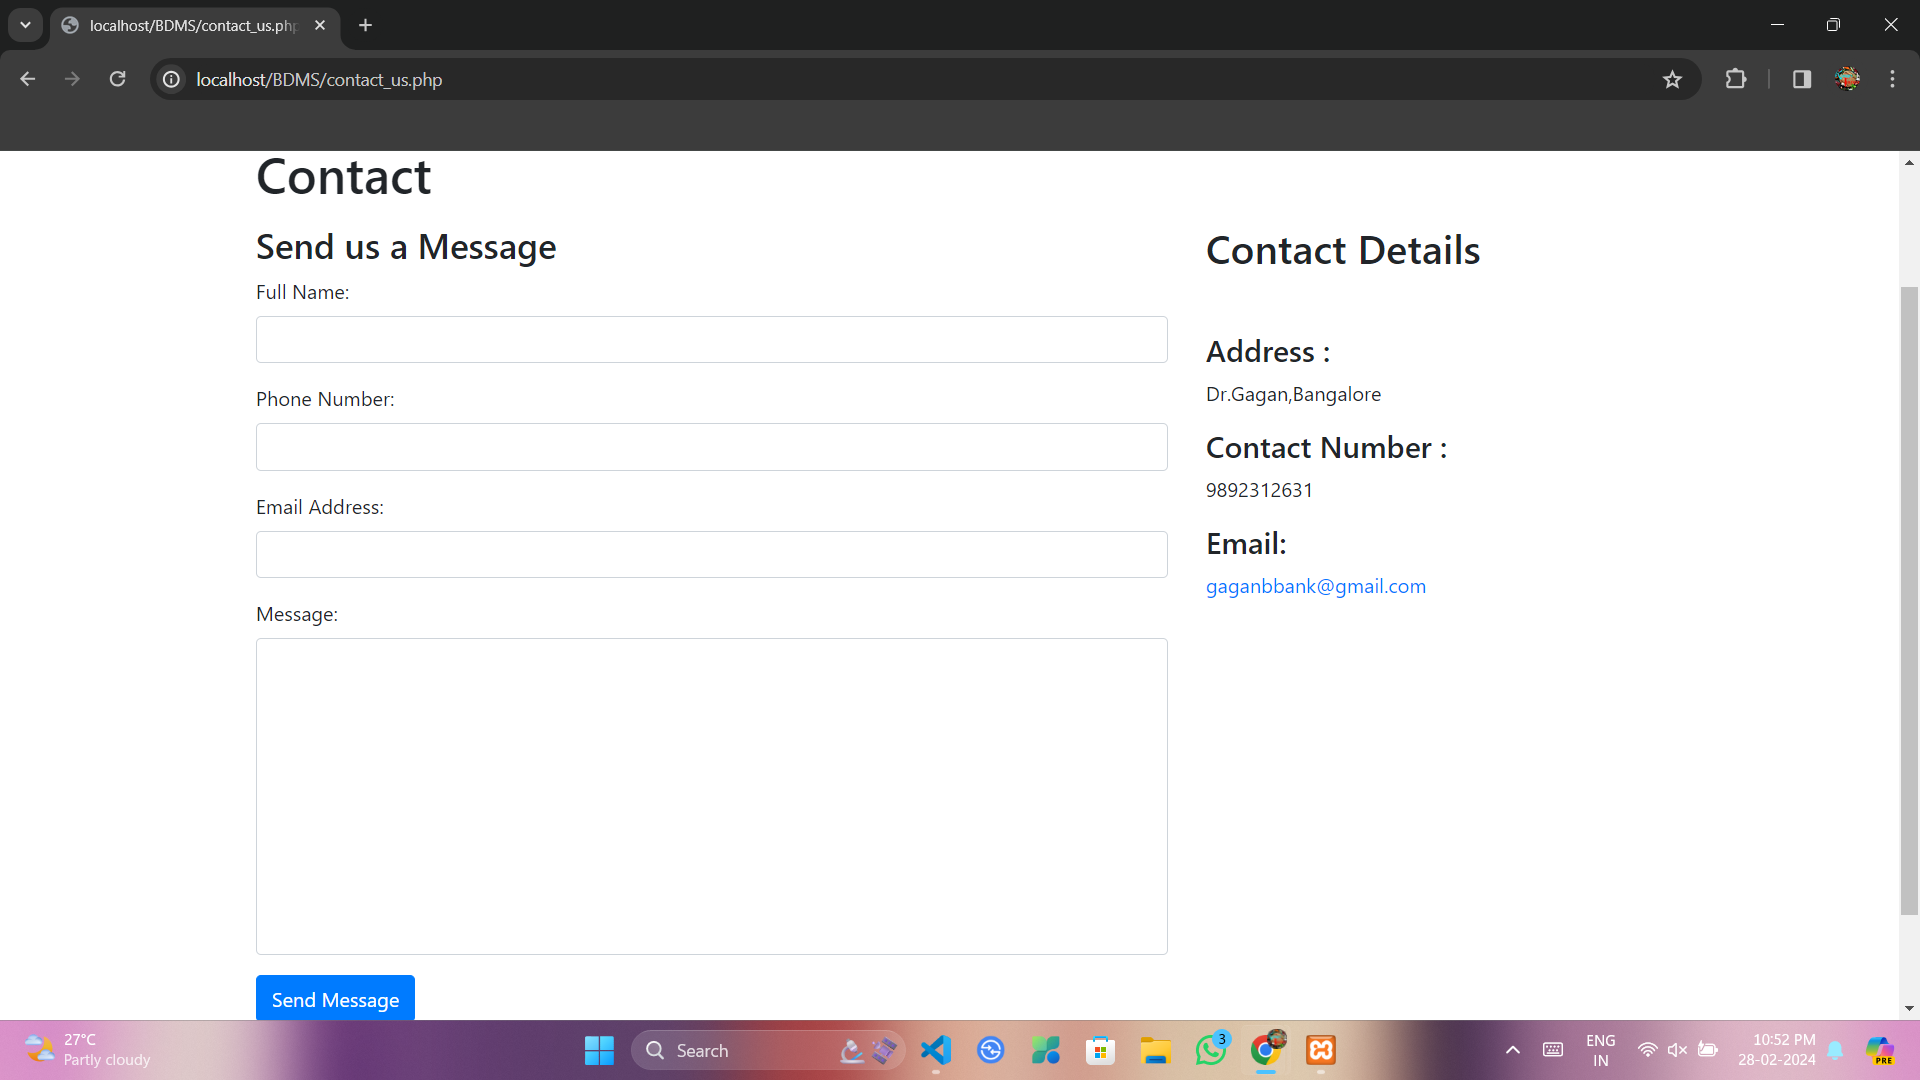 localhost/BDMS/contact_us.php
localhost/BDMS/contact_us.php
Contact
Send us a Message
Full Name:
Phone Number:
Email Address:
Message:
Send Message
Contact Details
Address :
Dr.Gagan,Bangalore
Contact Number :
9892312631
Email:
gaganbbank@gmail.com
27°C
Partly cloudy
Search
3
ENG
IN
10:52 PM
28-02-2024
PRE